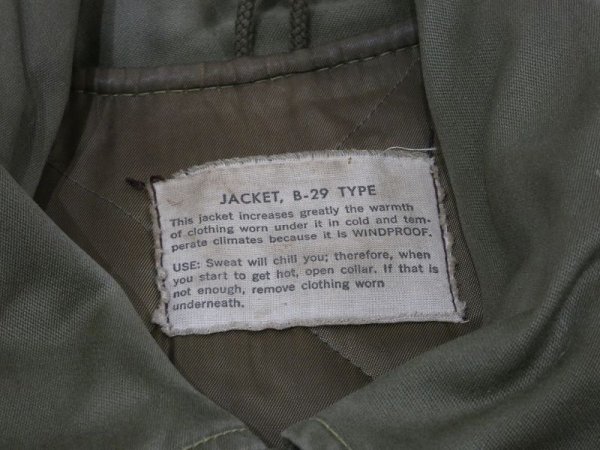 JACKET, B-29 TYPE
This jacket increases greatly the warmth
of clothing worn under it in cold and tem-
perate climates because it is WINDPROOF.
USE: Sweat will chill you; therefore, when
you start to get hot, open collar. If that is
not enough, remove clothing worn
underneath.